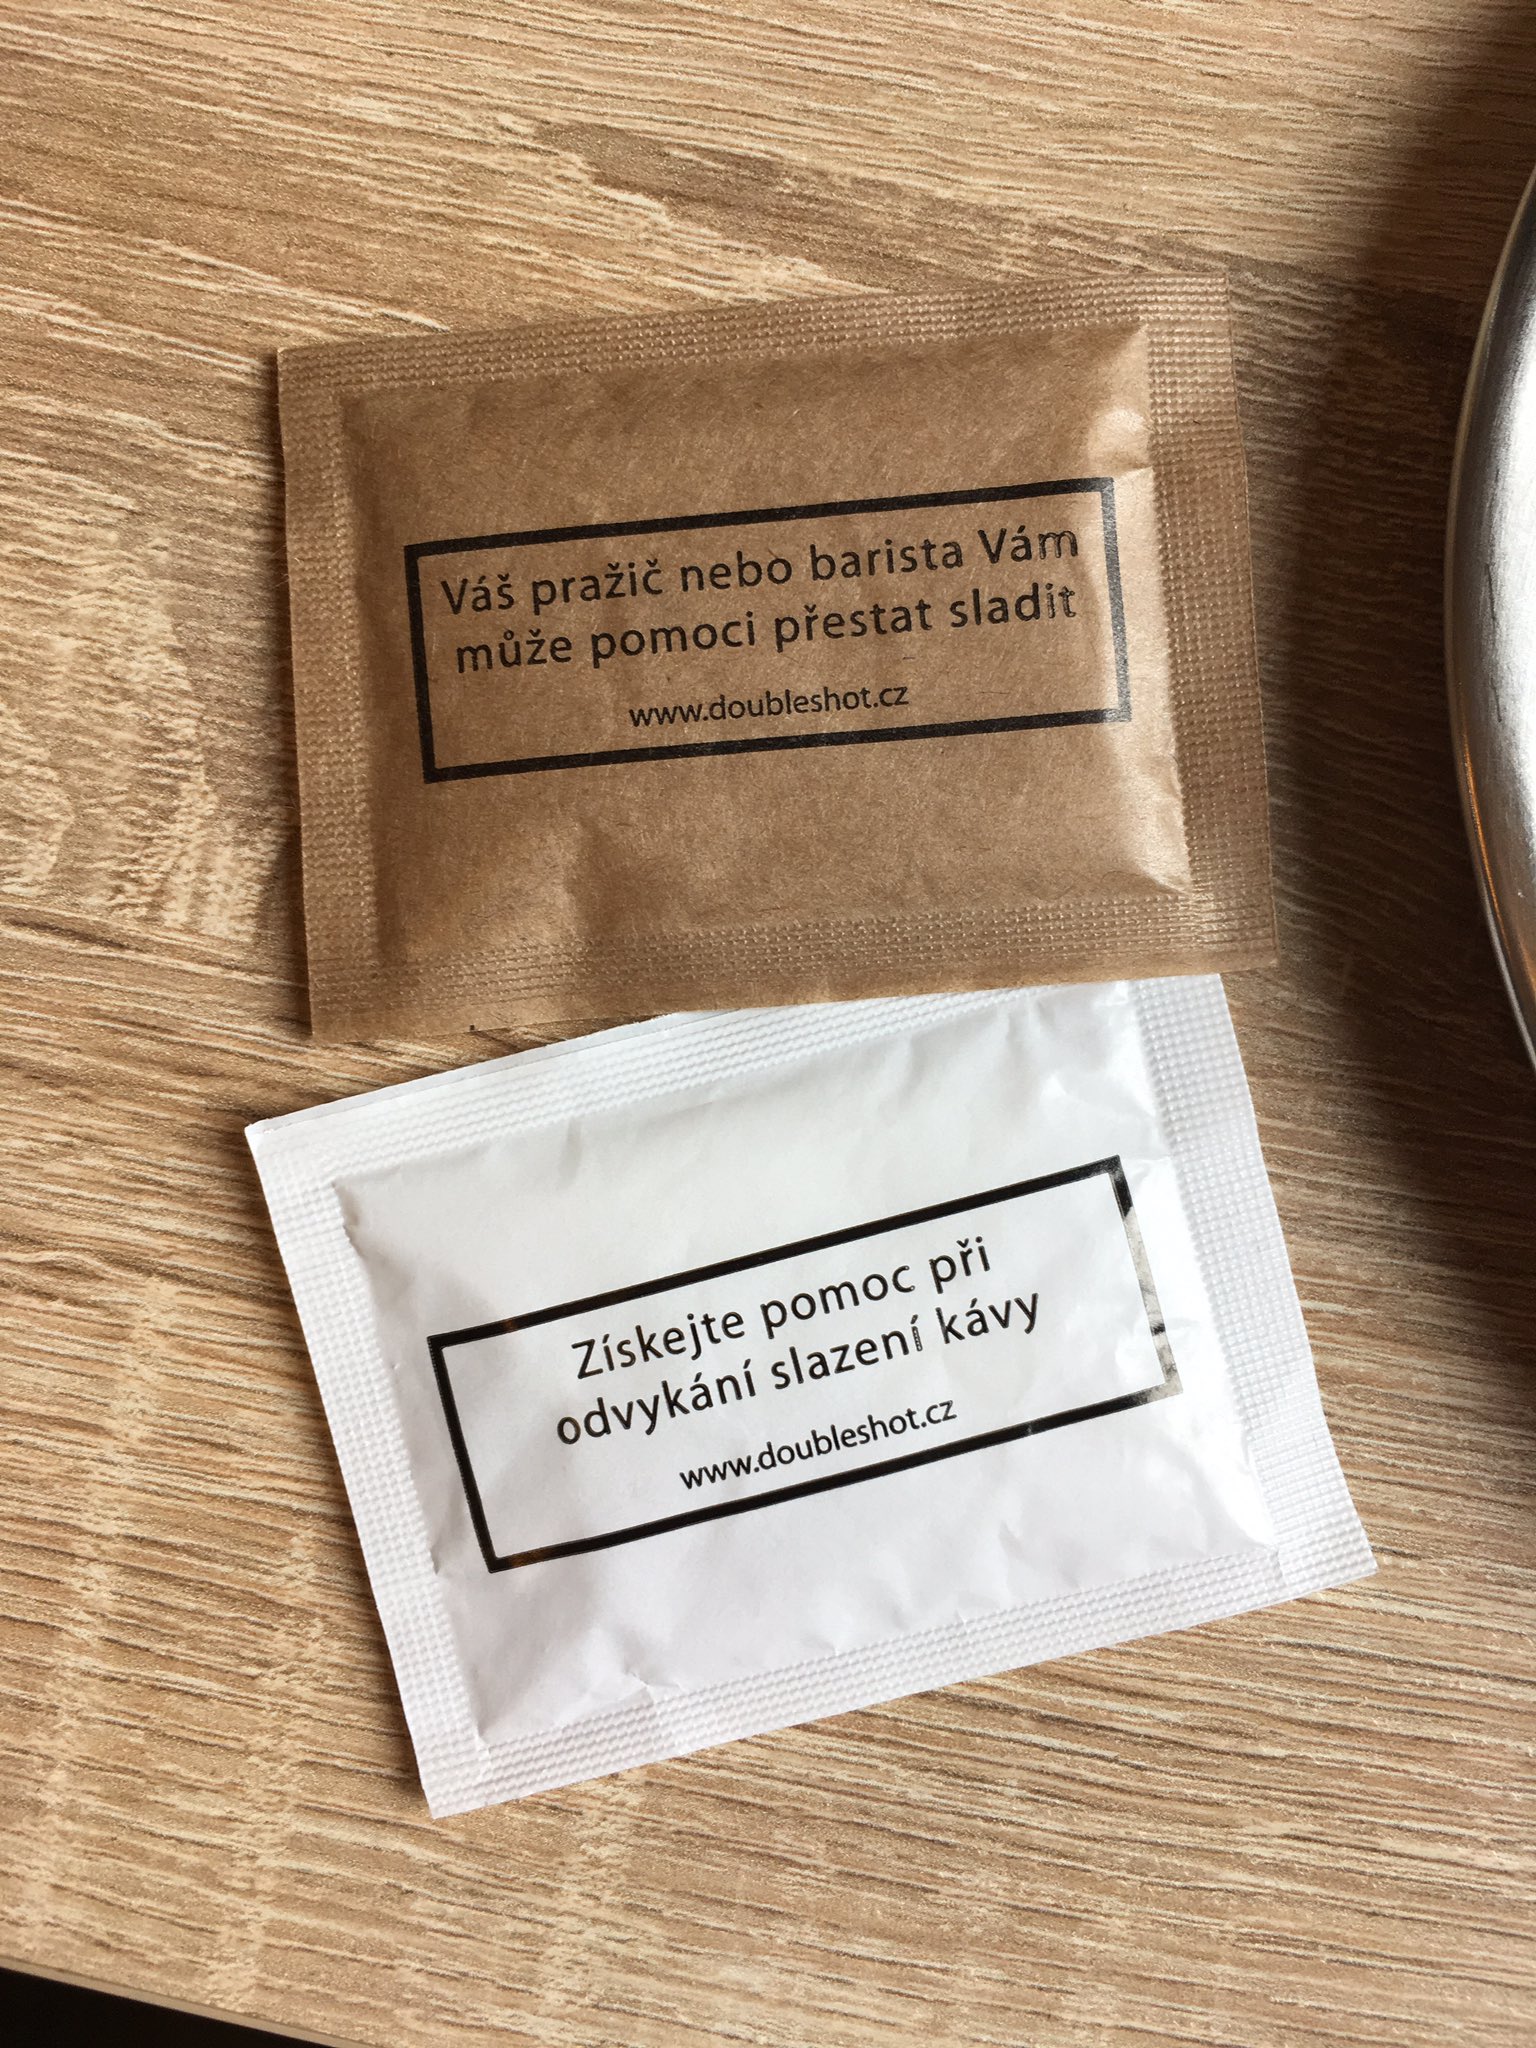 Váš pražič nebo barista Vám
může pomoci přestat sladit
www.doubleshot.cz
Získejte pomoc při
odvykání slazení kávy
www.doubleshot.cz